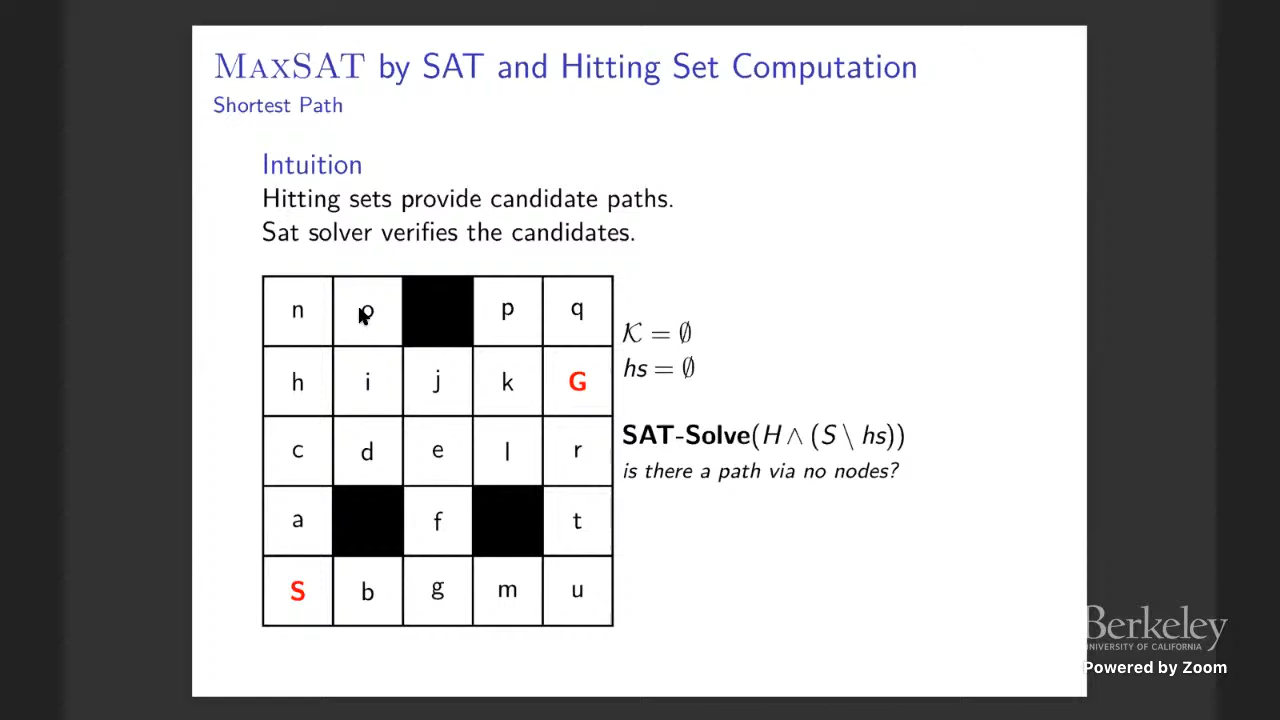 MAXSAT by SAT and Hitting Set Computation
Shortest Path
Intuition
Hitting sets provide candidate paths.
Sat solver verifies the candidates.
n o p q
h i j k G
c d e l r
a f t
S b g m u
𝒦 = ∅
hs = ∅
SAT-Solve(H ∧ (S \ hs))
is there a path via no nodes?
Berkeley
UNIVERSITY OF CALIFORNIA
Powered by Zoom